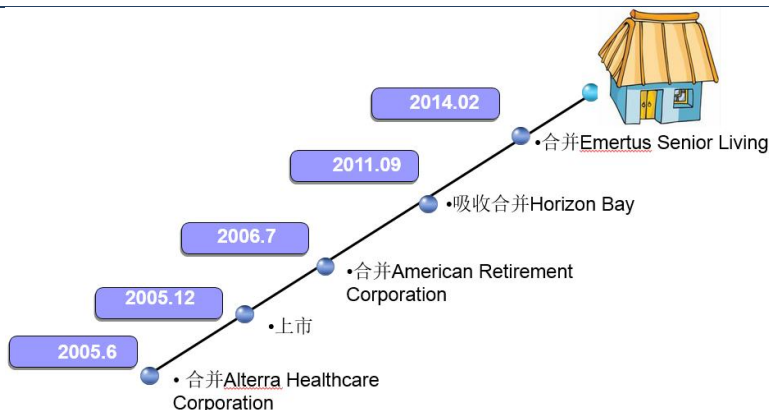 2014.02
•合并Emertus Senior Living
2011.09
•吸收合并Horizon Bay
2006.7
•合并American Retirement
Corporation
2005.12
•上市
2005.6
• 合并Alterra Healthcare
Corporation